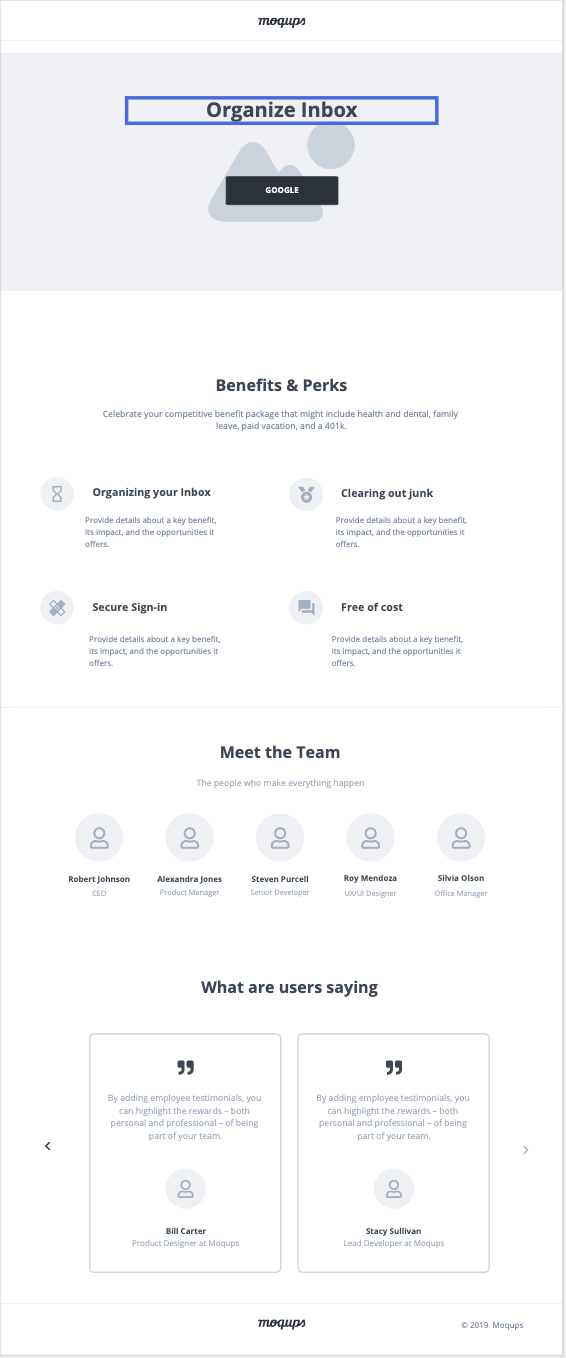 moqups
Organize Inbox
GOOGLE
Benefits & Perks
Celebrate your competitive benefit package that might include health and dental, family
leave, paid vacation, and a 401k.
Organizing your Inbox
Provide details about a key benefit,
its impact, and the opportunities it
offers.
Clearing out junk
Provide details about a key benefit,
its impact, and the opportunities it
offers.
Secure Sign-in
Provide details about a key benefit,
its impact, and the opportunities it
offers.
Free of cost
Provide details about a key benefit,
its impact, and the opportunities it
offers.
Meet the Team
The people who make everything happen
Robert Johnson
CEO
Alexandra Jones
Product Manager
Steven Purcell
Senior Developer
Roy Mendoza
UX/UI Designer
Silvia Olson
Office Manager
What are users saying
By adding employee testimonials, you
can highlight the rewards – both
personal and professional – of being
part of your team.
Bill Carter
Product Designer at Moqups
By adding employee testimonials, you
can highlight the rewards – both
personal and professional – of being
part of your team.
Stacy Sullivan
Lead Developer at Moqups
moqups
© 2019 Moqups